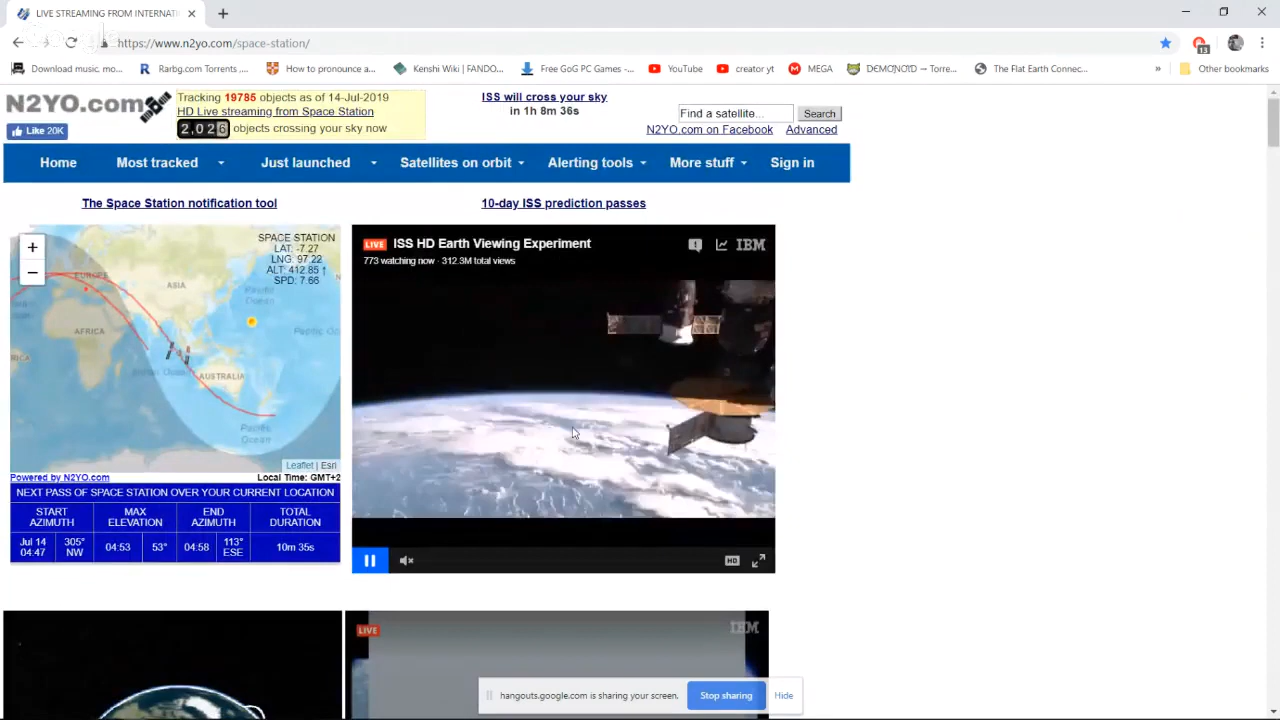 LIVE STREAMING FROM INTERNATI
https://www.n2yo.com/space-station/
13
Download music, mo...
Rarbg.com Torrents ,...
How to pronounce a...
Kenshi Wiki | FANDO...
Free GoG PC Games -...
YouTube
creator yt
MEGA
Torre...
The Flat Earth Connec...
»
Other bookmarks
N2YO.com
Like 20K
Tracking 19785 objects as of 14-Jul-2019
HD Live streaming from Space Station
2,026 objects crossing your sky now
ISS will cross your sky
in 1h 8m 36s
Find a satellite...
Search
N2YO.com on Facebook
Advanced
Home
Most tracked
Just launched
Satellites on orbit
Alerting tools
More stuff
Sign in
The Space Station notification tool
10-day ISS prediction passes
+
−
SPACE STATION
LAT: -7.27
LNG: 97.22
ALT: 412.85 ↑
SPD: 7.66
EUROPE
ASIA
Pacific
Ocean
AFRICA
AUSTRALIA
Pacific
Ocean
Leaflet | Esri
Powered by N2YO.com
Local Time: GMT+2
NEXT PASS OF SPACE STATION OVER YOUR CURRENT LOCATION
START AZIMUTH
MAX ELEVATION
END AZIMUTH
TOTAL DURATION
Jul 14 04:47
305° NW
04:53
53°
04:58
113° ESE
10m 35s
LIVE
ISS HD Earth Viewing Experiment
IBM
773 watching now · 312.3M total views
HD
LIVE
IBM
hangouts.google.com is sharing your screen.
Stop sharing
Hide